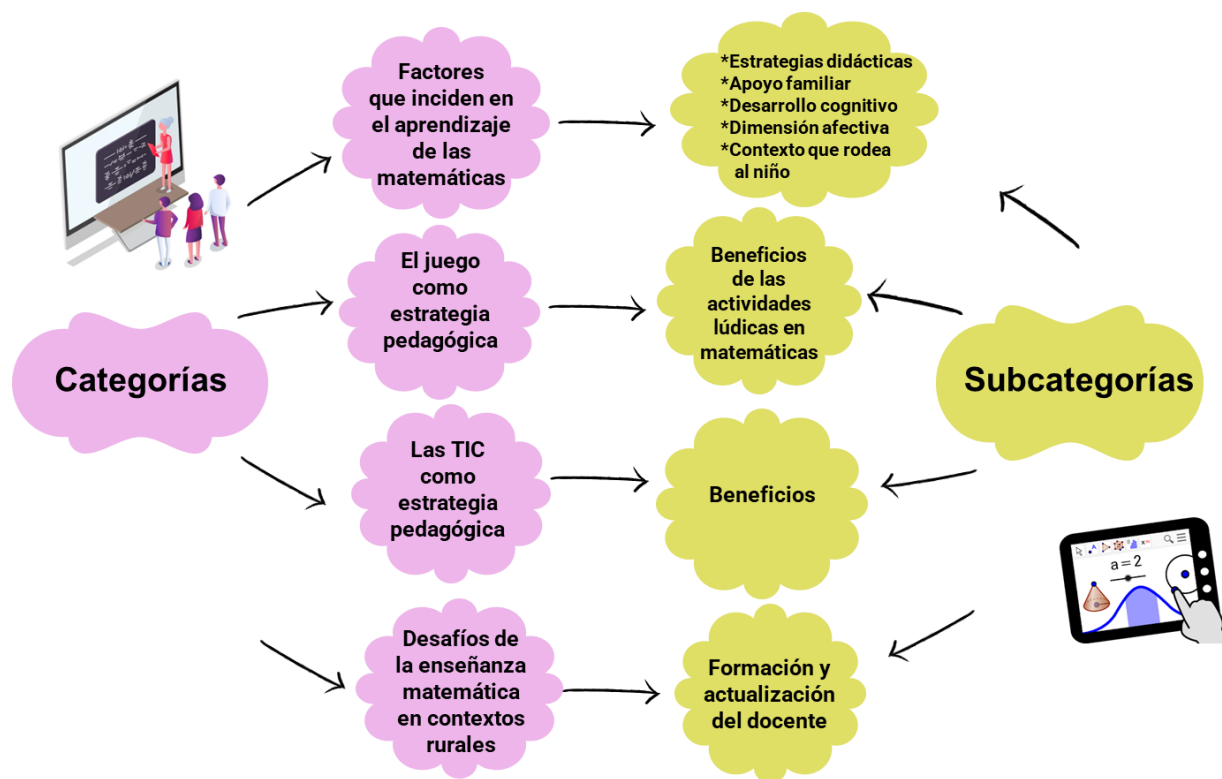 Factores
que inciden en
el aprendizaje
de las
matemáticas
*Estrategias didácticas
*Apoyo familiar
*Desarrollo cognitivo
*Dimensión afectiva
*Contexto que rodea
al niño
El juego
como
estrategia
pedagógica
Beneficios
de las
actividades
lúdicas en
matemáticas
Categorías
Subcategorías
Las TIC
como
estrategia
pedagógica
Beneficios
a=2
Desafíos de
la enseñanza
matemática
en contextos
rurales
Formación y
actualización
del docente